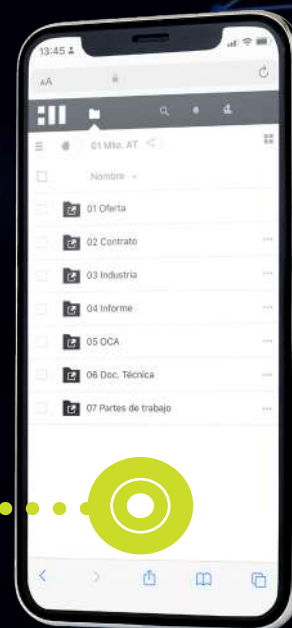 13:45
AA
01 Mto. AT
Nombre
01 Oferta
02 Contrato
03 Industria
04 Informe
05 OCA
06 Doc. Técnica
07 Partes de trabajo